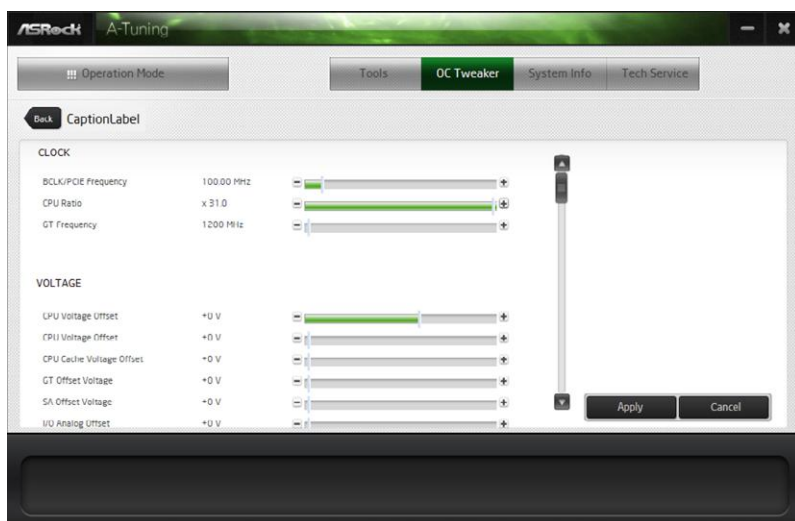 ASRock A-Tuning
Operation Mode Tools OC Tweaker System Info Tech Service
Back CaptionLabel
CLOCK
BCLK/PCIE Frequency 100.00 MHz
CPU Ratio x 31.0
GT Frequency 1200 MHz
VOLTAGE
CPU Voltage Offset +0 V
CPU Voltage Offset +0 V
CPU Cache Voltage Offset +0 V
GT Offset Voltage +0 V
SA Offset Voltage +0 V
I/O Analog Offset +0 V
Apply Cancel